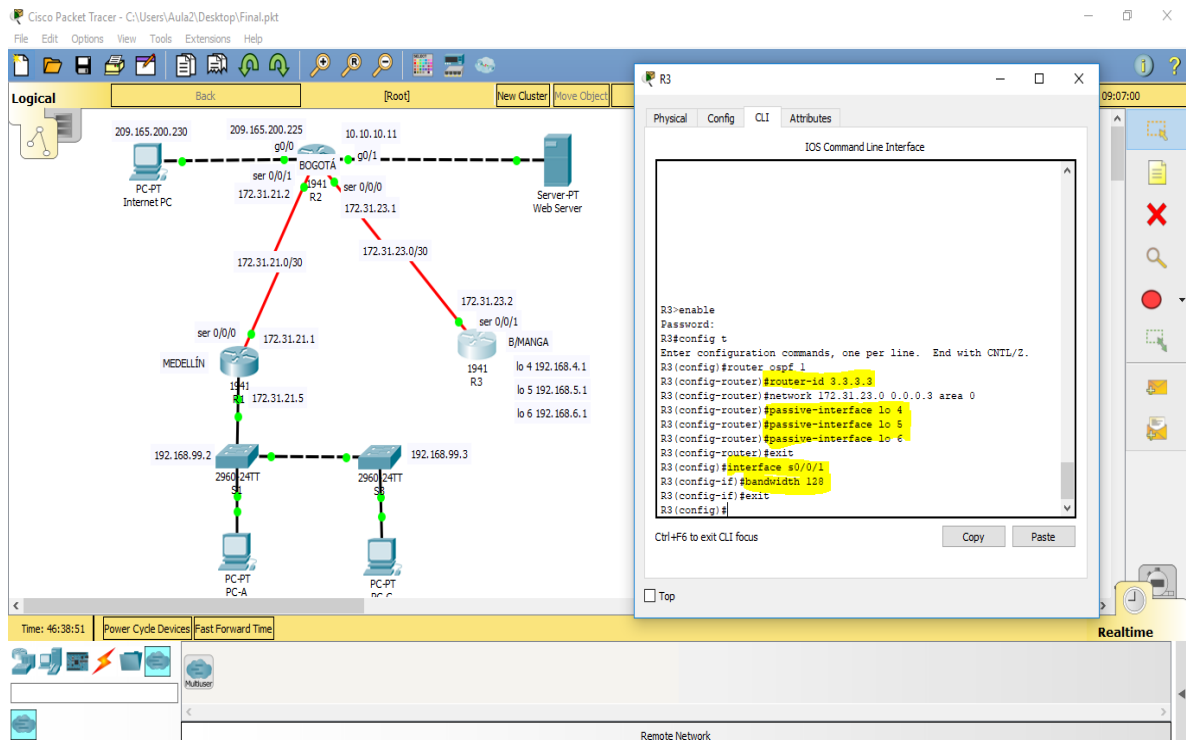 Cisco Packet Tracer - C:\Users\Aula2\Desktop\Final.pkt
File Edit Options View Tools Extensions Help
Logical
Back
[Root]
New Cluster
Move Object
09:07:00
209.165.200.230
209.165.200.225
10.10.10.11
g0/0
g0/1
BOGOTÁ
ser 0/0/1
1941
ser 0/0/0
172.31.21.2
R2
172.31.23.1
PC-PT
Internet PC
Server-PT
Web Server
172.31.21.0/30
172.31.23.0/30
172.31.23.2
ser 0/0/1
B/MANGA
1941
R3
lo 4 192.168.4.1
lo 5 192.168.5.1
lo 6 192.168.6.1
ser 0/0/0
172.31.21.1
MEDELLÍN
1941
R1
172.31.21.5
192.168.99.2
192.168.99.3
2960-24TT
S1
2960-24TT
S3
PC-PT
PC-A
PC-PT
PC-C
R3
Physical Config CLI Attributes
IOS Command Line Interface
R3>enable
Password:
R3#config t
Enter configuration commands, one per line. End with CNTL/Z.
R3(config)#router ospf 1
R3(config-router)#router-id 3.3.3.3
R3(config-router)#network 172.31.23.0 0.0.0.3 area 0
R3(config-router)#passive-interface lo 4
R3(config-router)#passive-interface lo 5
R3(config-router)#passive-interface lo 6
R3(config-router)#exit
R3(config)#interface s0/0/1
R3(config-if)#bandwidth 128
R3(config-if)#exit
R3(config)#
Ctrl+F6 to exit CLI focus
Copy
Paste
Top
Time: 46:38:51
Power Cycle Devices
Fast Forward Time
Realtime
Multiuser
Remote Network